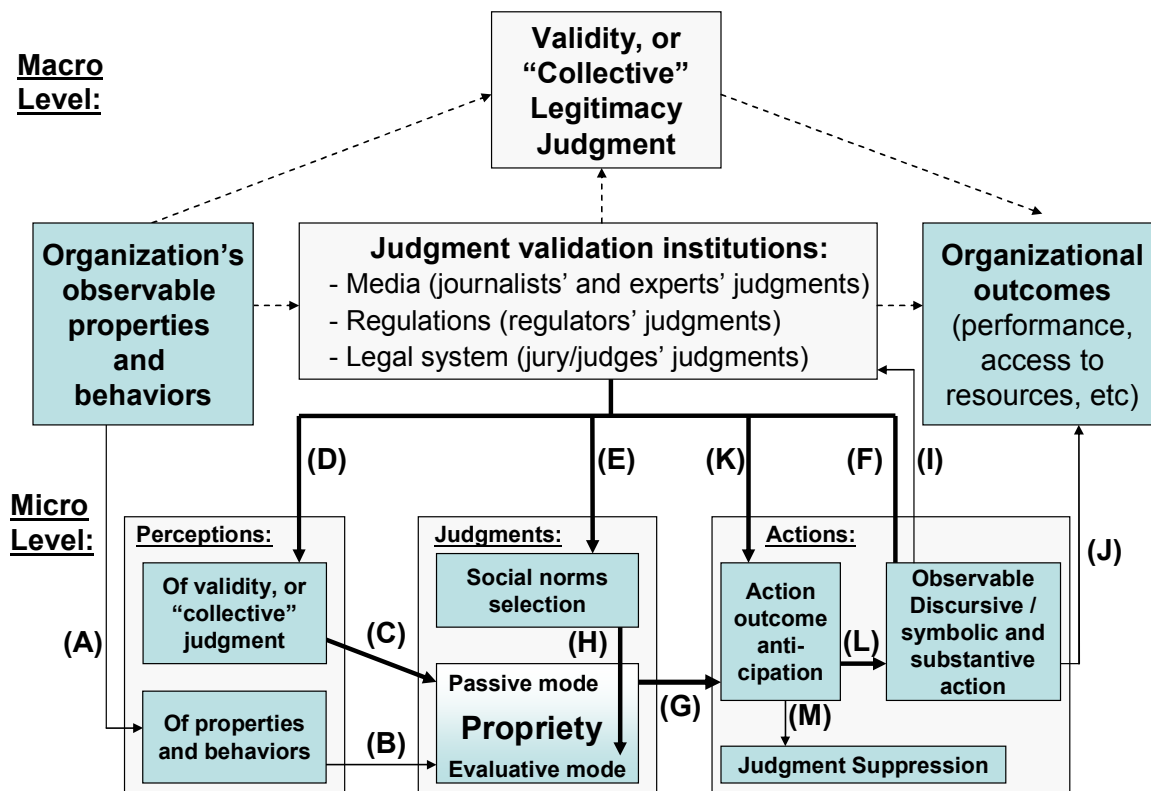 Macro
Level:
Validity, or
“Collective”
Legitimacy
Judgment
Organization’s
observable
properties
and
behaviors
Judgment validation institutions:
- Media (journalists’ and experts’ judgments)
- Regulations (regulators’ judgments)
- Legal system (jury/judges’ judgments)
Organizational
outcomes
(performance,
access to
resources, etc)
(D)
(E)
(K)
(F)
(I)
Micro
Level:
(A)
(J)
Perceptions:
Of validity, or
“collective”
judgment
(C)
Of properties
and behaviors
(B)
Judgments:
Social norms
selection
(H)
Passive mode
Propriety
Evaluative mode
(G)
Actions:
Action
outcome
anti-
cipation
(L)
Observable
Discursive /
symbolic and
substantive
action
(M)
Judgment Suppression